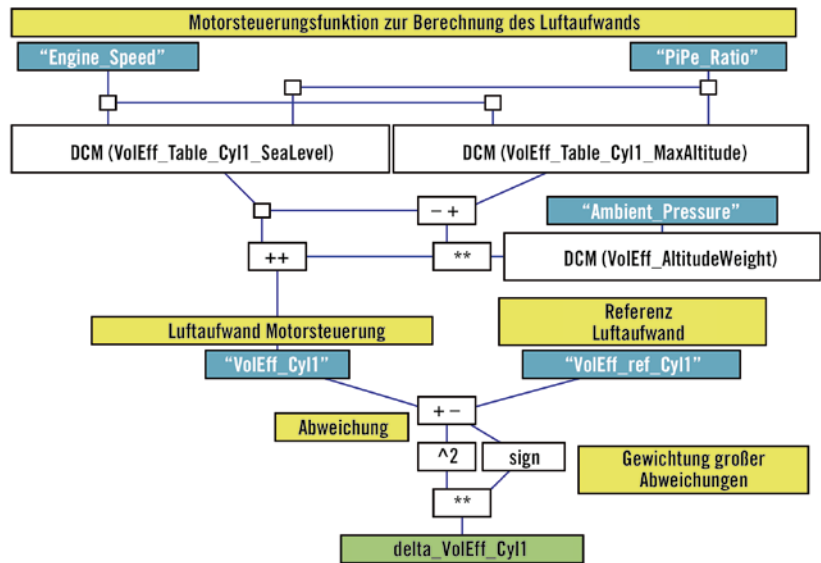 Motorsteuerungsfunktion zur Berechnung des Luftaufwands
“Engine_Speed”
“PiPe_Ratio”
DCM (VolEff_Table_Cyl1_SeaLevel)
DCM (VolEff_Table_Cyl1_MaxAltitude)
− +
“Ambient_Pressure”
++
**
DCM (VolEff_AltitudeWeight)
Luftaufwand Motorsteuerung
Referenz
Luftaufwand
“VolEff_Cyl1”
“VolEff_ref_Cyl1”
+ −
Abweichung
^2
sign
Gewichtung großer
Abweichungen
**
delta_VolEff_Cyl1